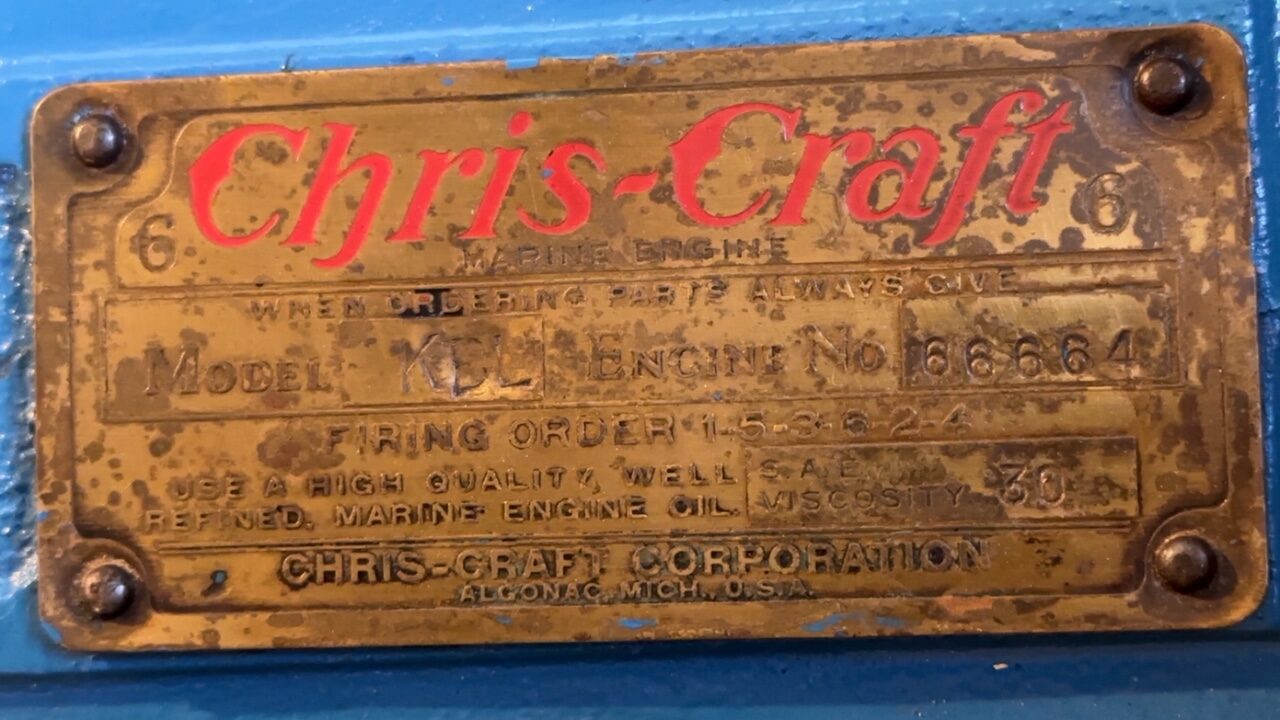 Chris-Craft
6 6
MARINE ENGINE
WHEN ORDERING PARTS ALWAYS GIVE
MODEL KBL ENGINE No. 66664
FIRING ORDER 1-5-3-6-2-4
USE A HIGH QUALITY, WELL S.A.E.
REFINED, MARINE ENGINE OIL. VISCOSITY 30
CHRIS-CRAFT CORPORATION
ALGONAC, MICH., U.S.A.